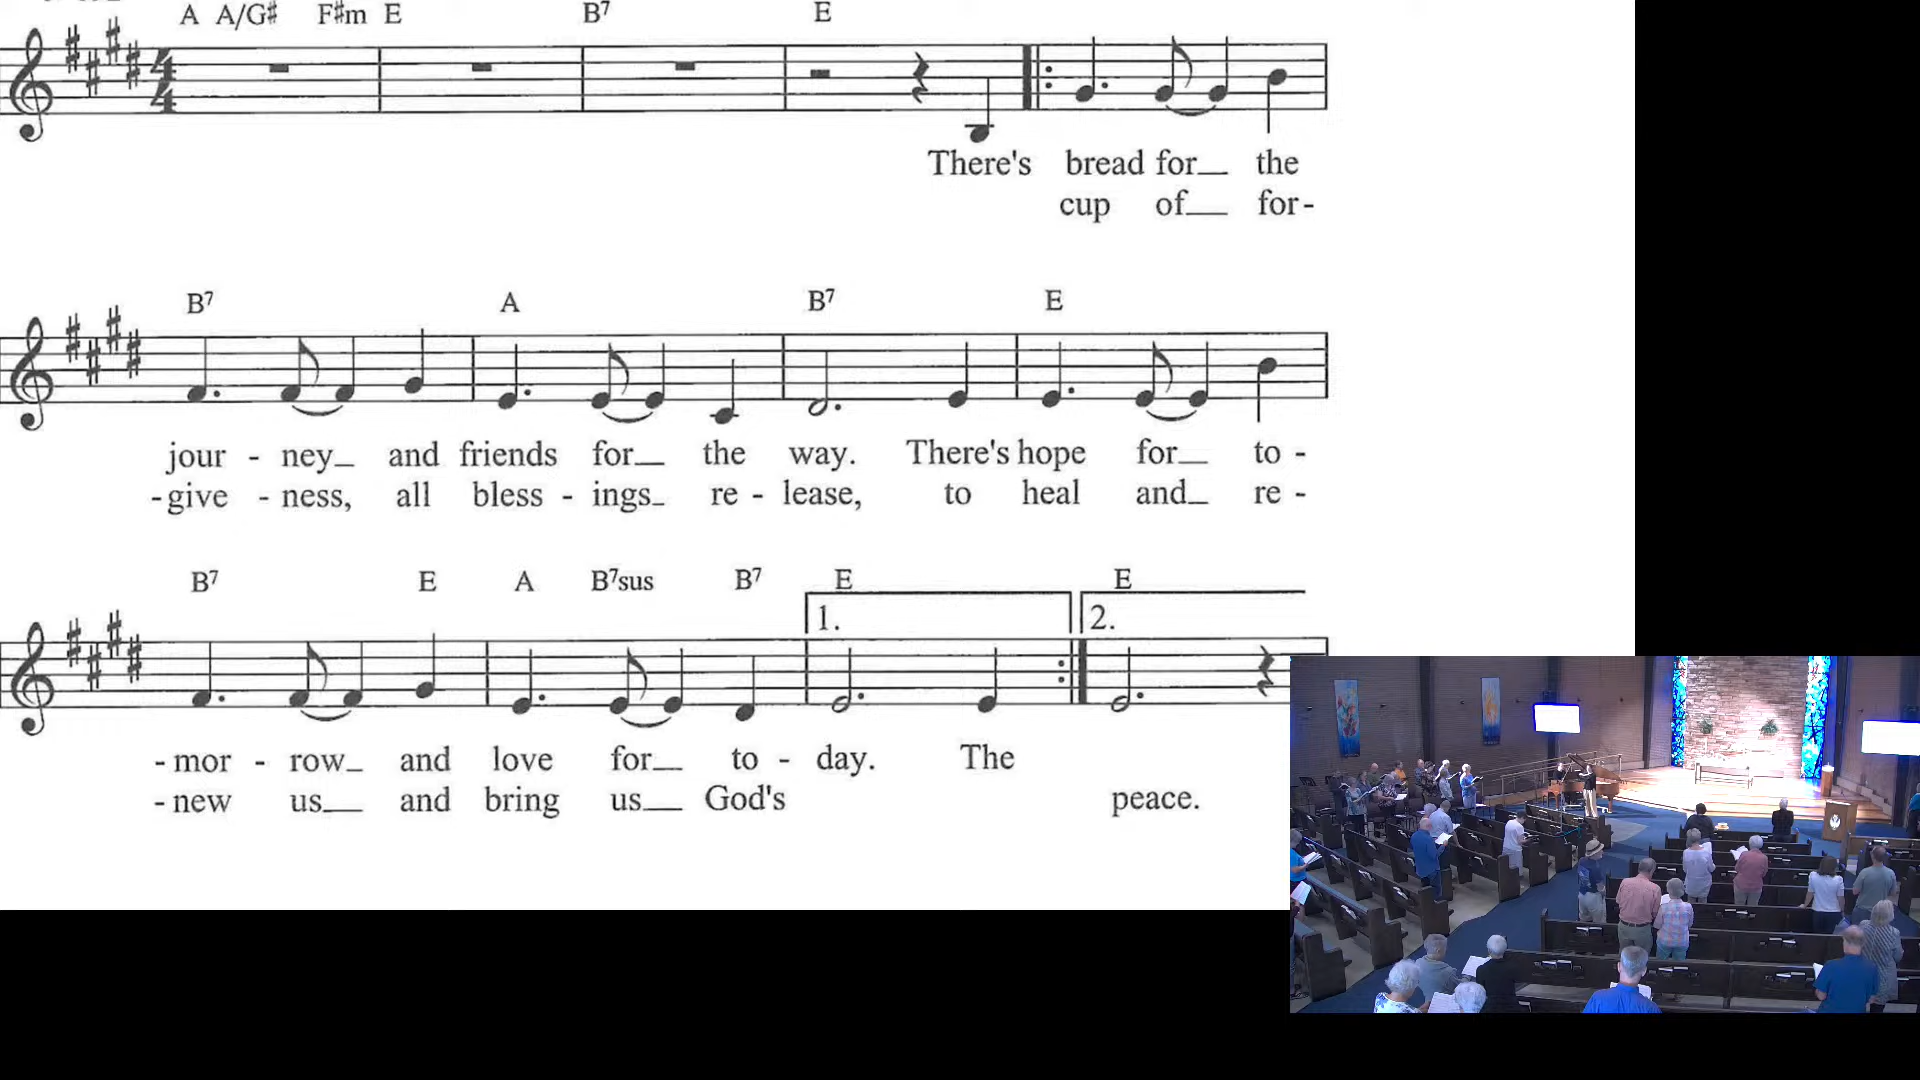 A A/G# F#m E B7 E
There's bread for__ the
cup of__ for-
B7 A B7 E
jour - ney_ and friends for__ the way. There's hope for__ to -
-give - ness, all bless - ings_ re - lease, to heal and_ re -
B7 E A B7sus B7 E E
1. 2.
- mor - row_ and love for__ to - day. The
- new us__ and bring us__ God's peace.